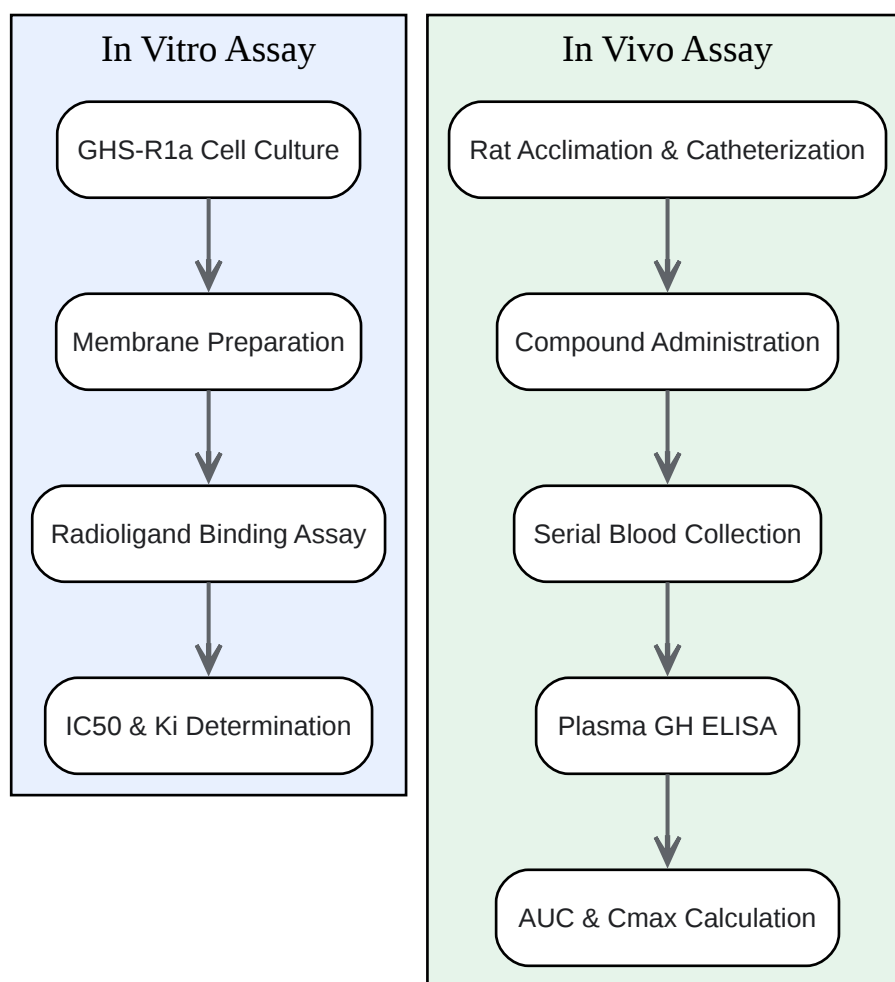 In Vitro Assay
GHS-R1a Cell Culture
Membrane Preparation
Radioligand Binding Assay
IC50 & Ki Determination
In Vivo Assay
Rat Acclimation & Catheterization
Compound Administration
Serial Blood Collection
Plasma GH ELISA
AUC & Cmax Calculation